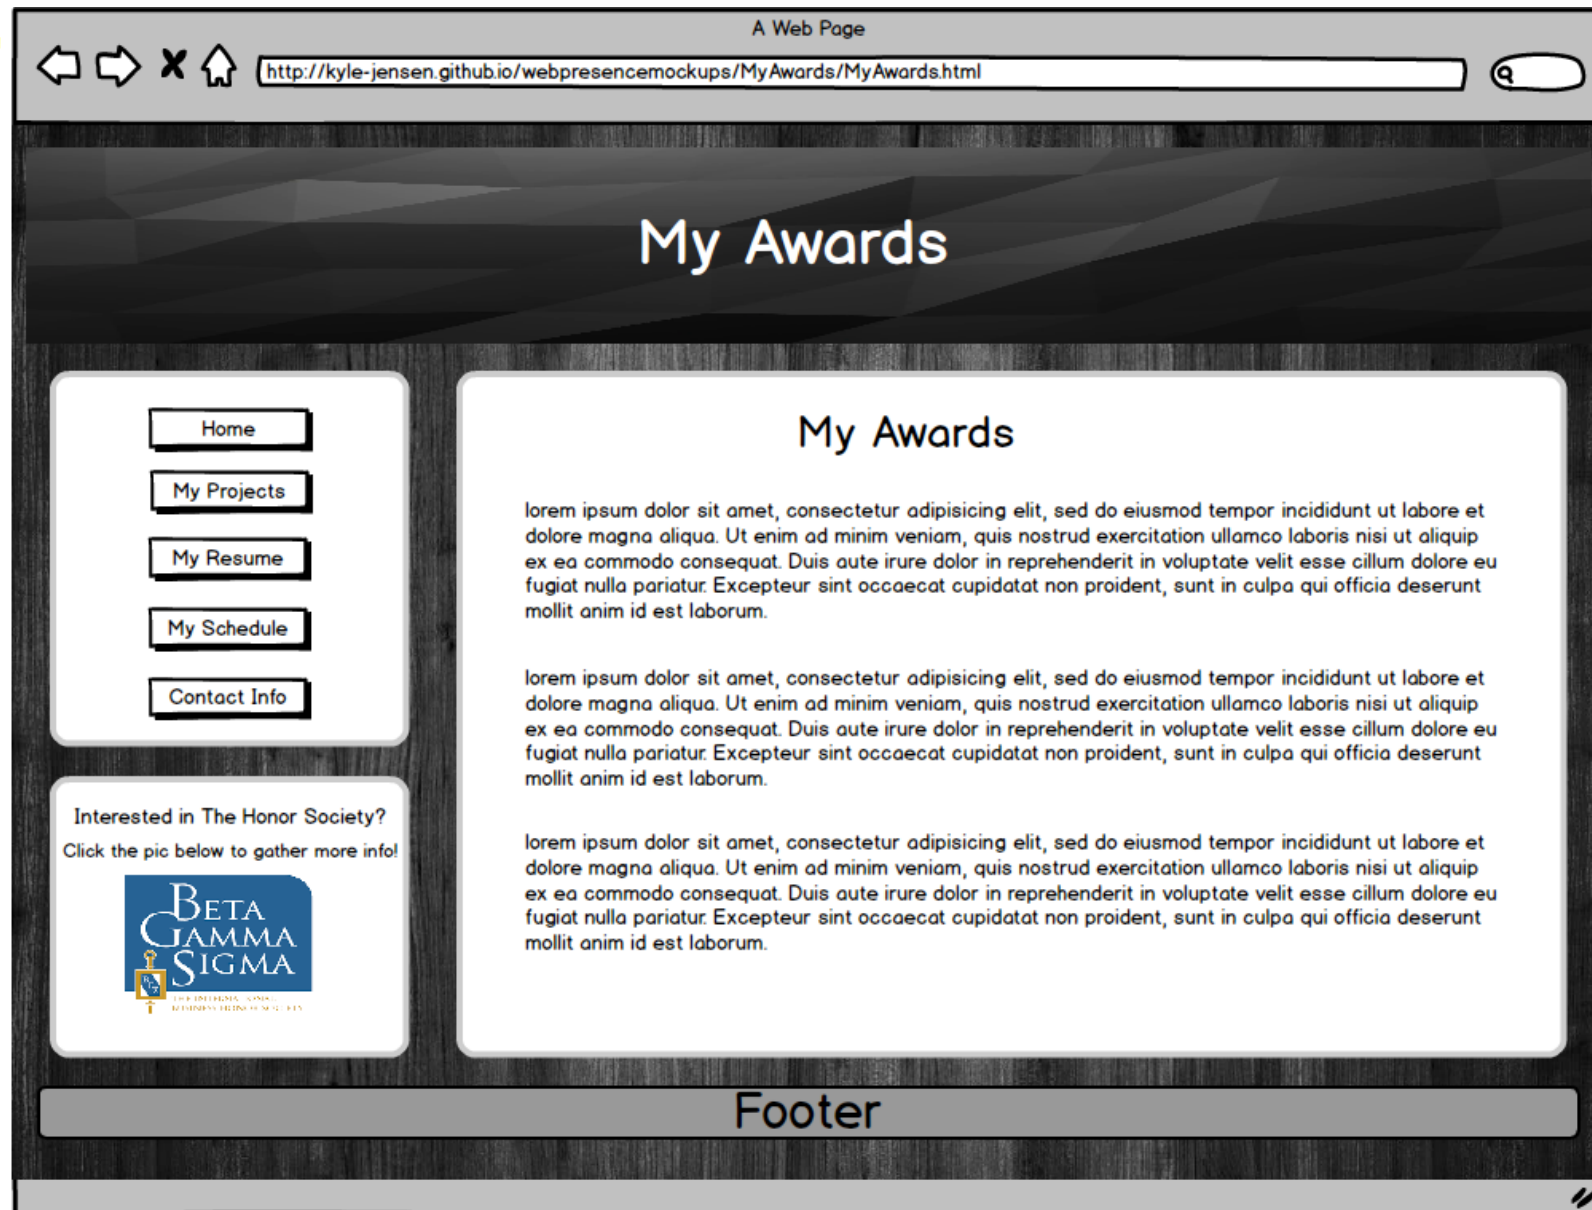 A Web Page
http://kyle-jensen.github.io/webpresencemockups/MyAwards/MyAwards.html
My Awards
Home
My Projects
My Resume
My Schedule
Contact Info
Interested in The Honor Society?
Click the pic below to gather more info!
BETA
GAMMA
SIGMA
THE INTERNATIONAL
BUSINESS HONOR SOCIETY
My Awards
lorem ipsum dolor sit amet, consectetur adipisicing elit, sed do eiusmod tempor incididunt ut labore et
dolore magna aliqua. Ut enim ad minim veniam, quis nostrud exercitation ullamco laboris nisi ut aliquip
ex ea commodo consequat. Duis aute irure dolor in reprehenderit in voluptate velit esse cillum dolore eu
fugiat nulla pariatur. Excepteur sint occaecat cupidatat non proident, sunt in culpa qui officia deserunt
mollit anim id est laborum.
lorem ipsum dolor sit amet, consectetur adipisicing elit, sed do eiusmod tempor incididunt ut labore et
dolore magna aliqua. Ut enim ad minim veniam, quis nostrud exercitation ullamco laboris nisi ut aliquip
ex ea commodo consequat. Duis aute irure dolor in reprehenderit in voluptate velit esse cillum dolore eu
fugiat nulla pariatur. Excepteur sint occaecat cupidatat non proident, sunt in culpa qui officia deserunt
mollit anim id est laborum.
lorem ipsum dolor sit amet, consectetur adipisicing elit, sed do eiusmod tempor incididunt ut labore et
dolore magna aliqua. Ut enim ad minim veniam, quis nostrud exercitation ullamco laboris nisi ut aliquip
ex ea commodo consequat. Duis aute irure dolor in reprehenderit in voluptate velit esse cillum dolore eu
fugiat nulla pariatur. Excepteur sint occaecat cupidatat non proident, sunt in culpa qui officia deserunt
mollit anim id est laborum.
Footer